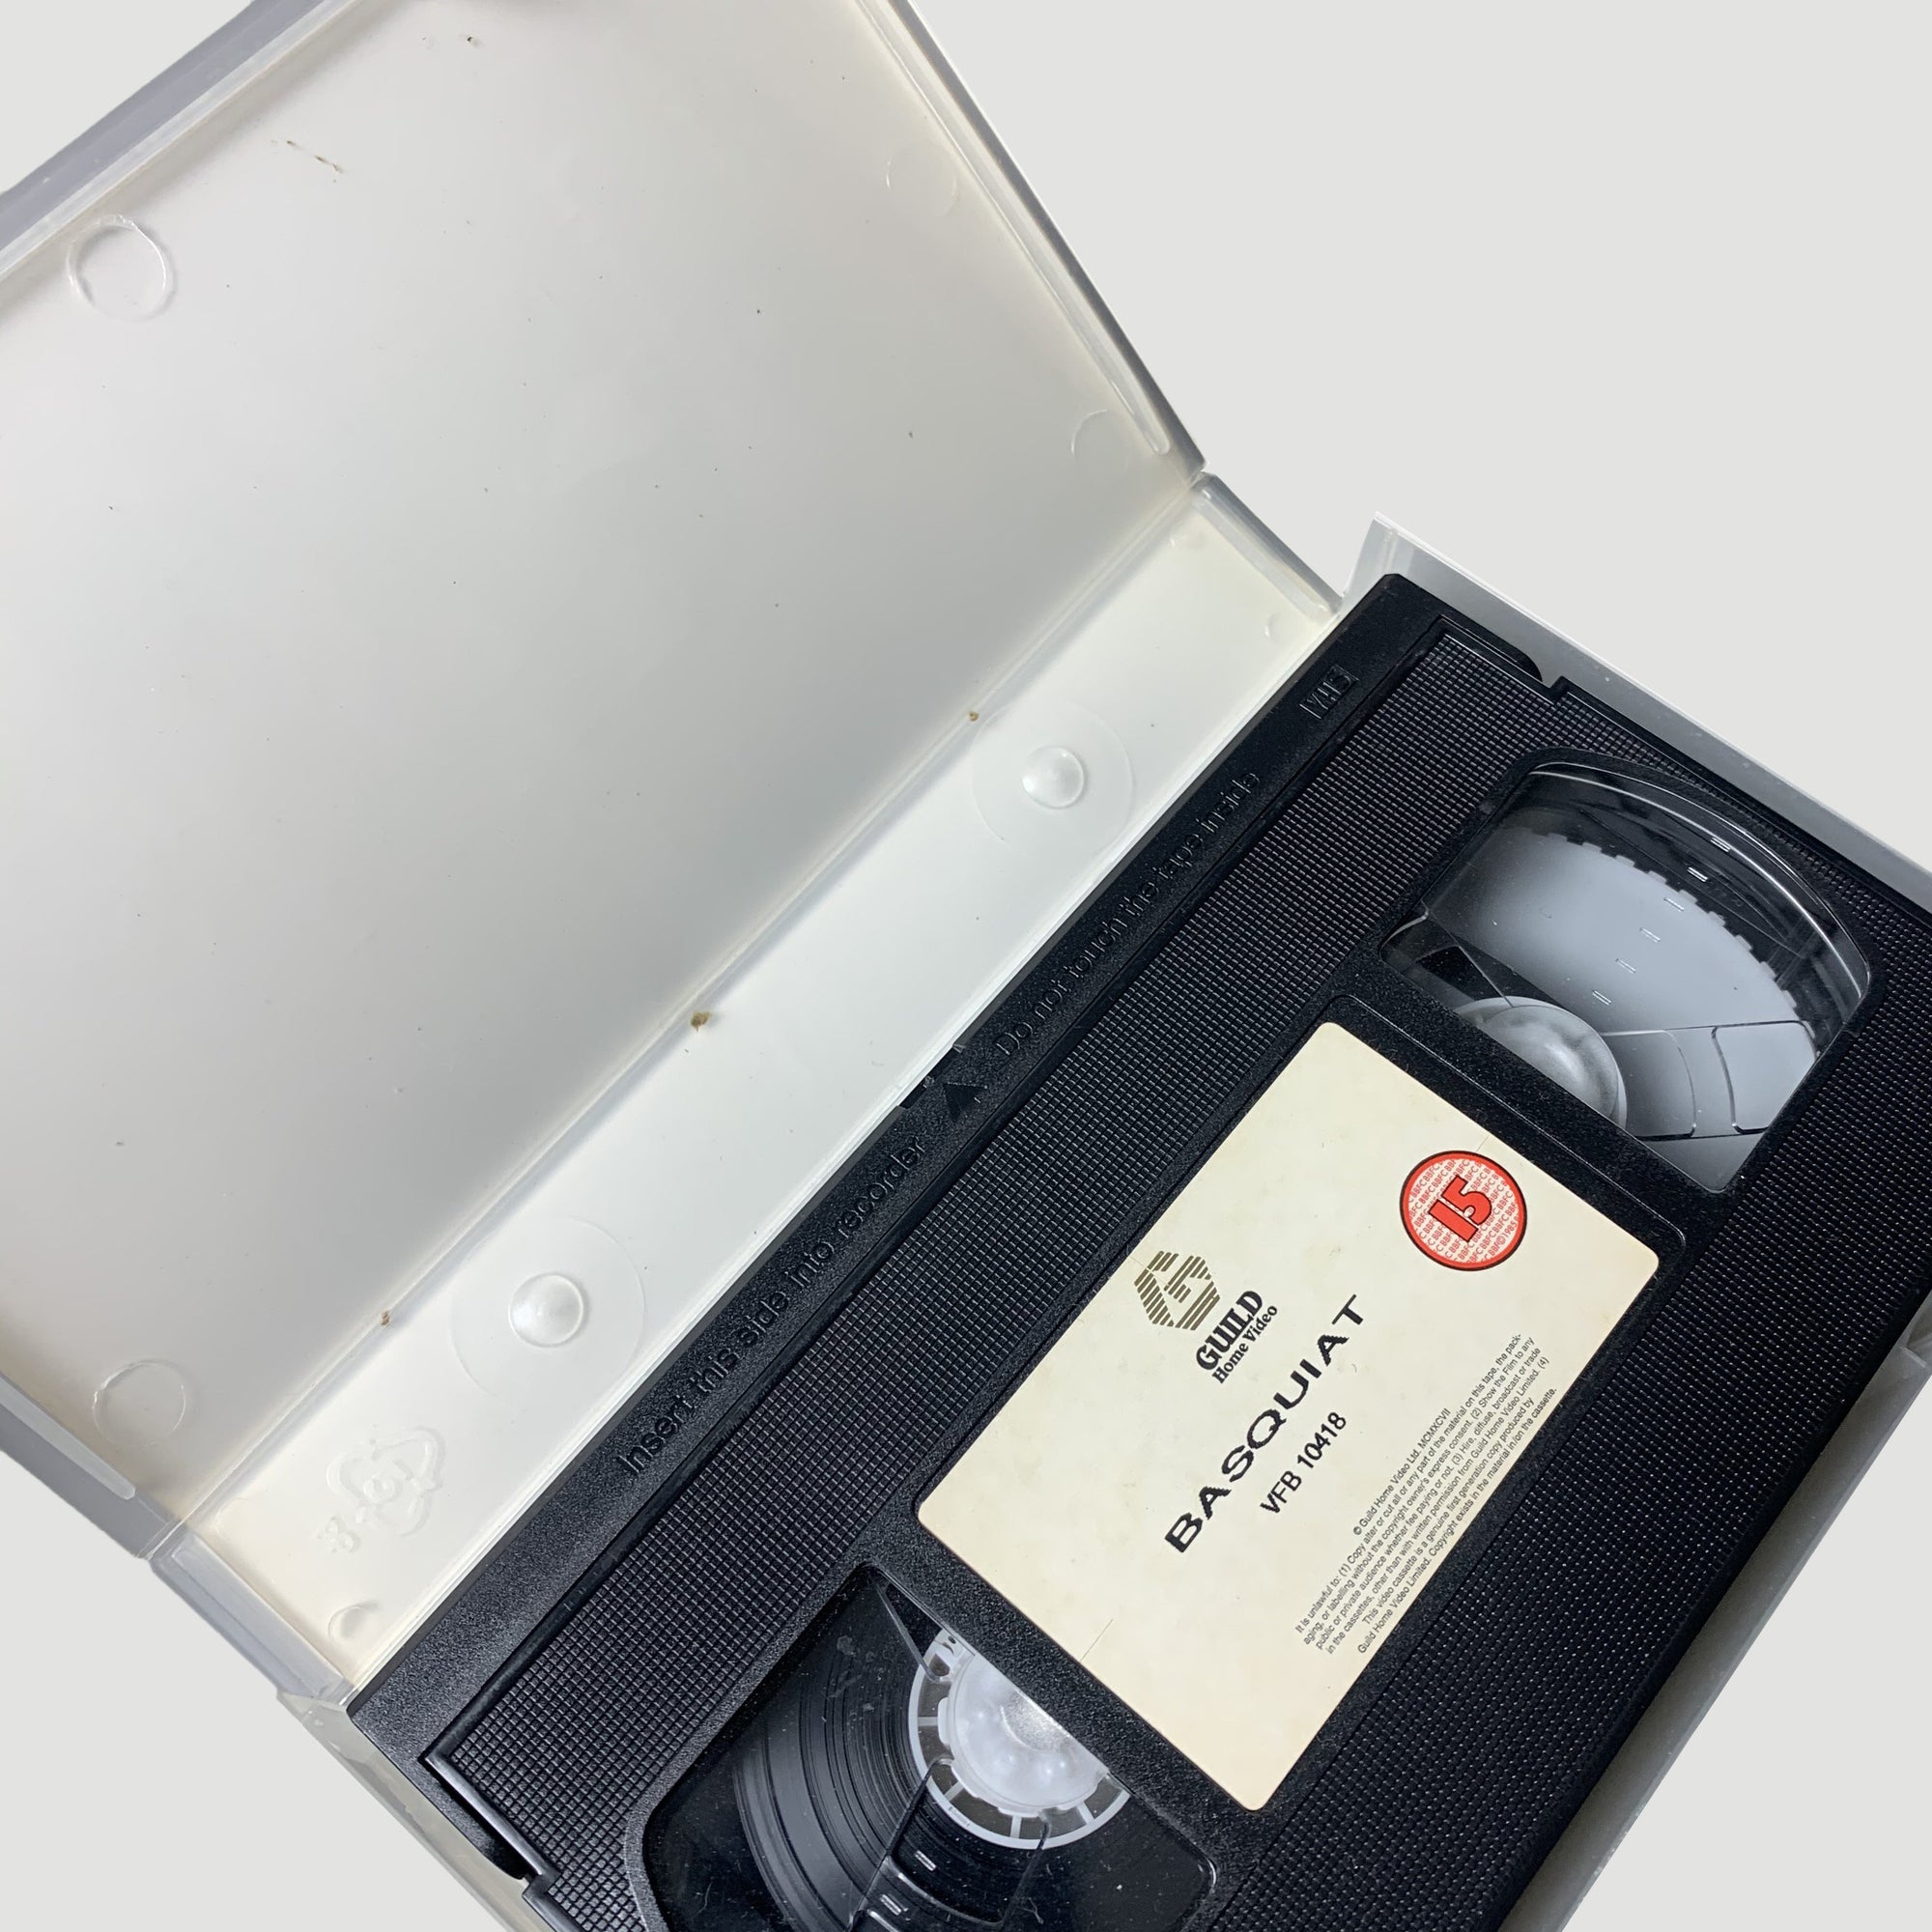 VHS
Insert this side into recorder
Do not touch the tape inside
GUILD
Home Video
15
BASQUIAT
VFB 10418
© Guild Home Video Ltd. MCMXCVII
It is unlawful to: (1) Copy alter or cut all or any part of the material on this tape, the pack-
aging, or labelling without the copyright owner's express consent. (2) Show the Film to any
public or private audience whether fee paying or not. (3) Hire, diffuse, broadcast or trade
in the cassettes, other than with written permission from Guild Home Video Limited. (4)
This video cassette is a genuine first generation copy produced by
Guild Home Video Limited. Copyright exists in the material in/on the cassette.